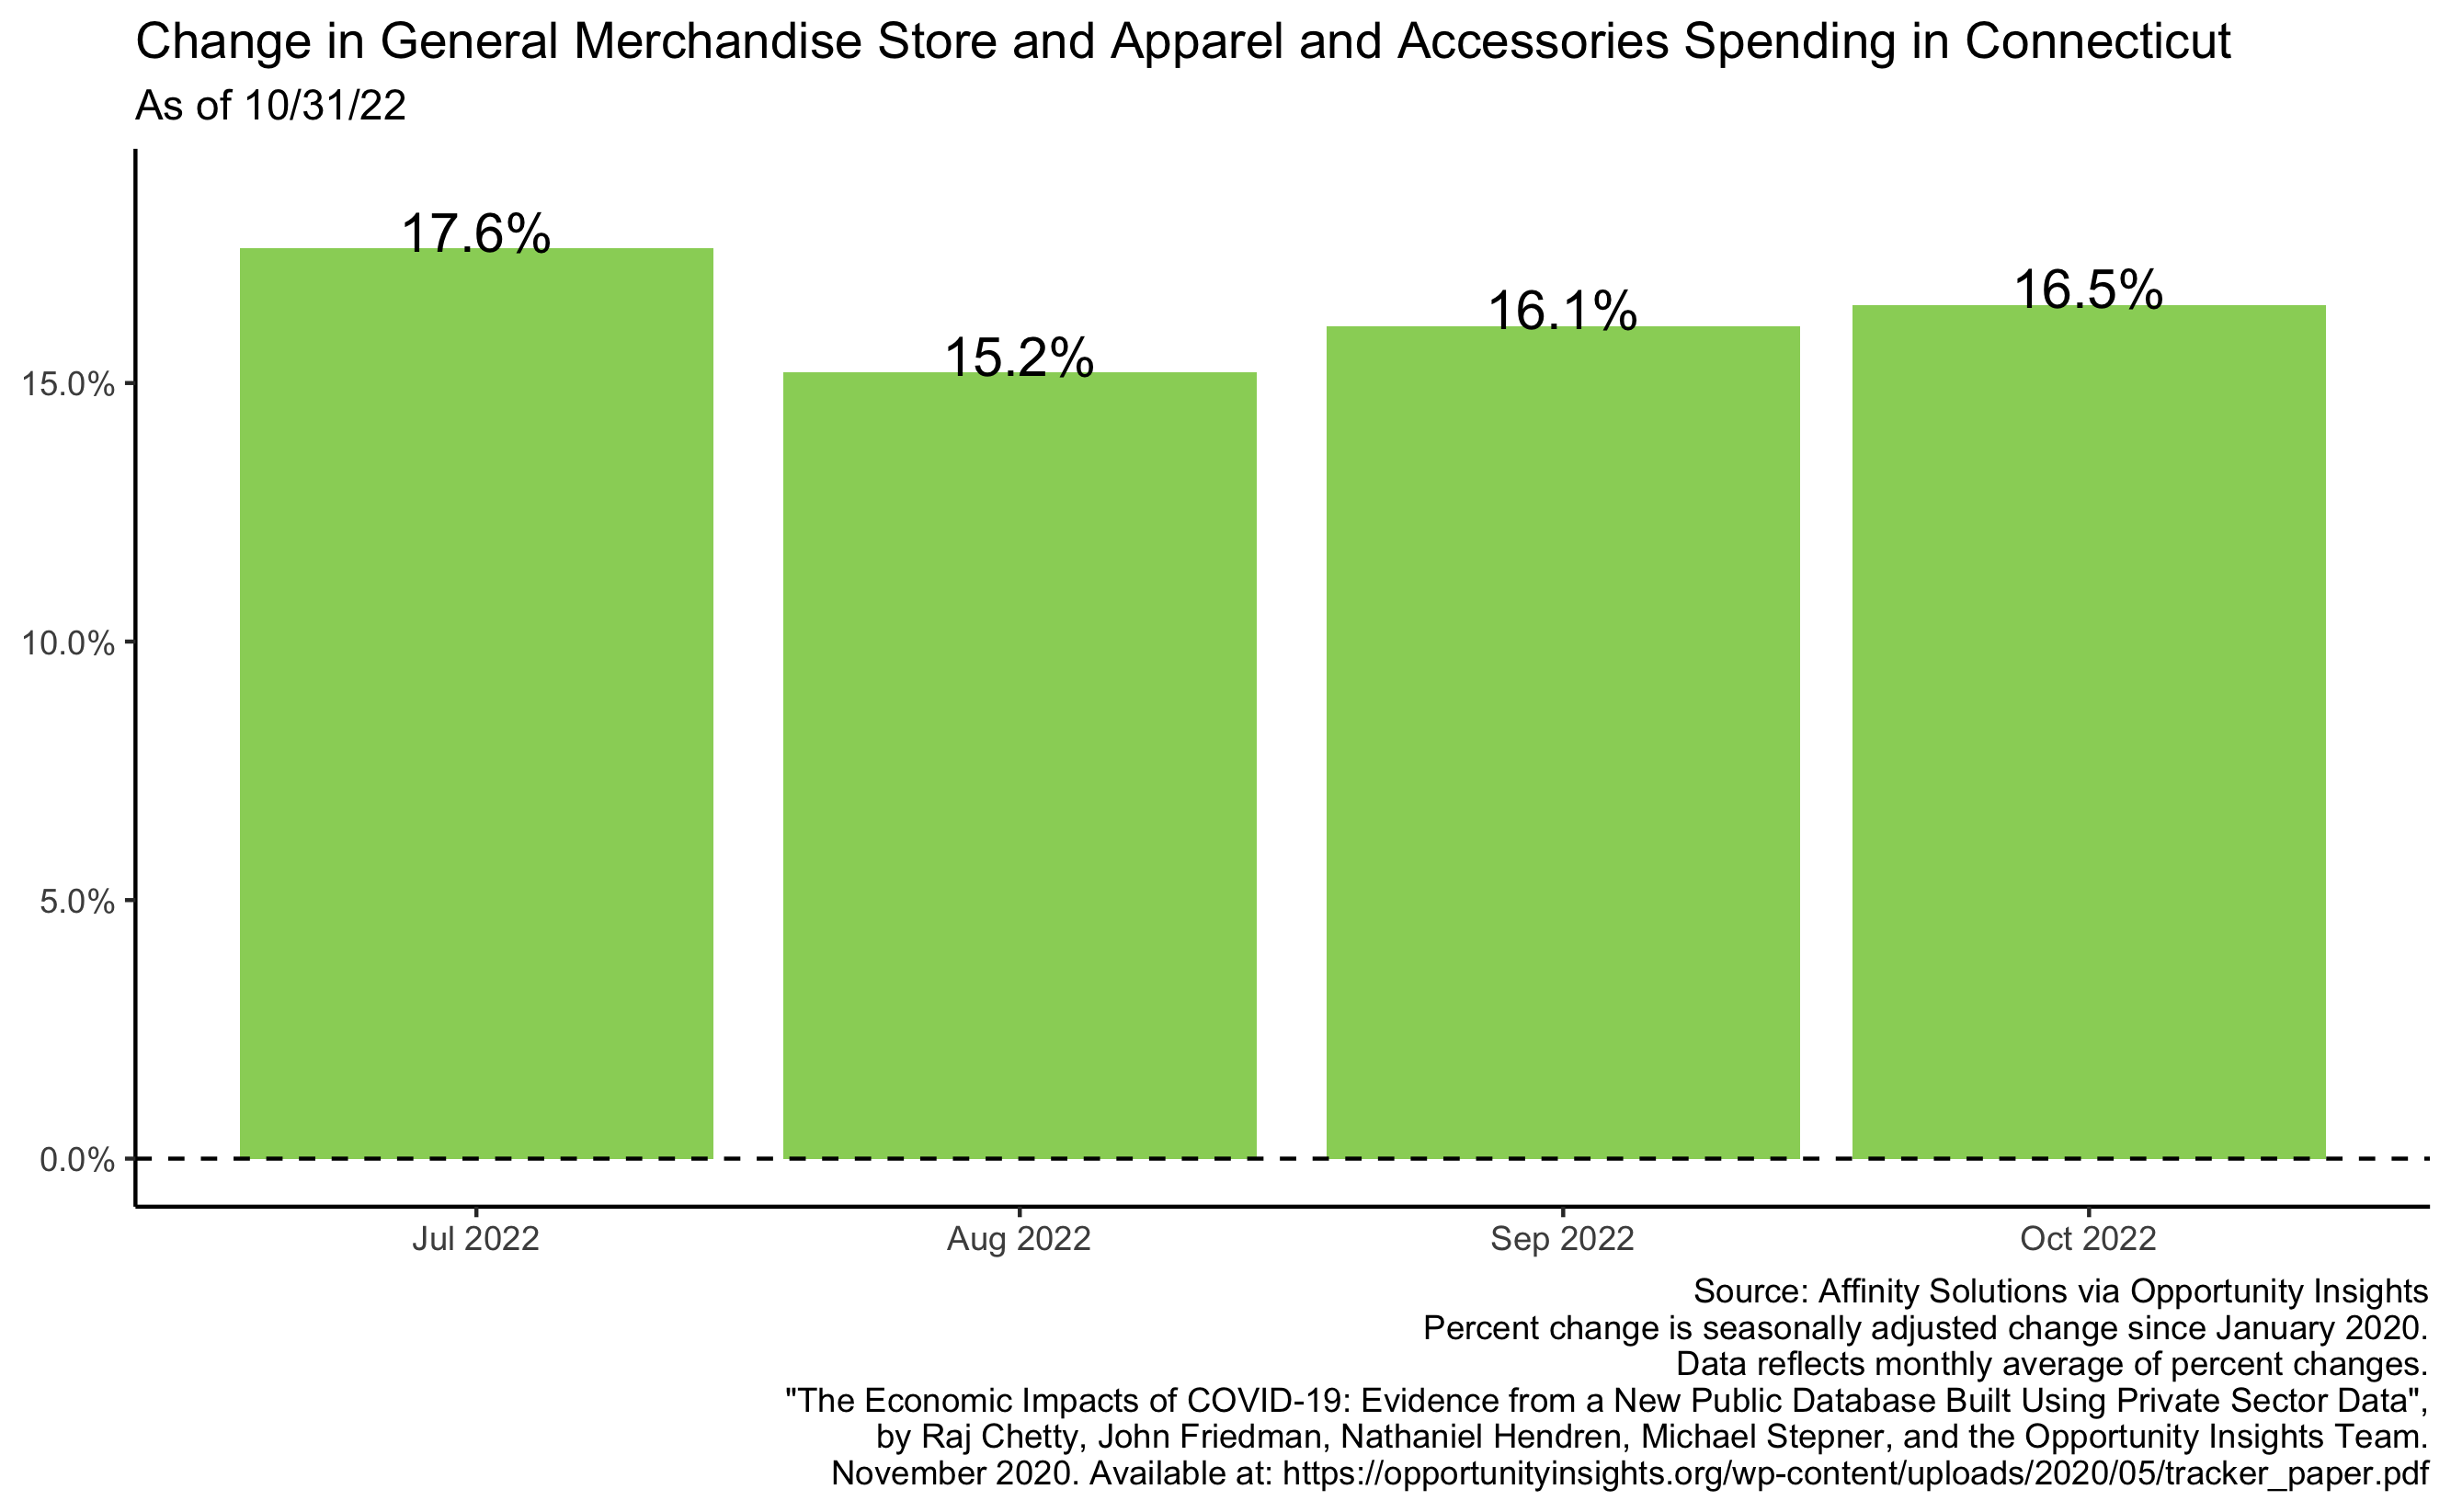 Change in General Merchandise Store and Apparel and Accessories Spending in Connecticut
As of 10/31/22
17.6%
15.2%
16.1%
16.5%
15.0%
10.0%
5.0%
0.0%
Jul 2022
Aug 2022
Sep 2022
Oct 2022
Source: Affinity Solutions via Opportunity Insights
Percent change is seasonally adjusted change since January 2020.
Data reflects monthly average of percent changes.
"The Economic Impacts of COVID-19: Evidence from a New Public Database Built Using Private Sector Data",
by Raj Chetty, John Friedman, Nathaniel Hendren, Michael Stepner, and the Opportunity Insights Team.
November 2020. Available at: https://opportunityinsights.org/wp-content/uploads/2020/05/tracker_paper.pdf